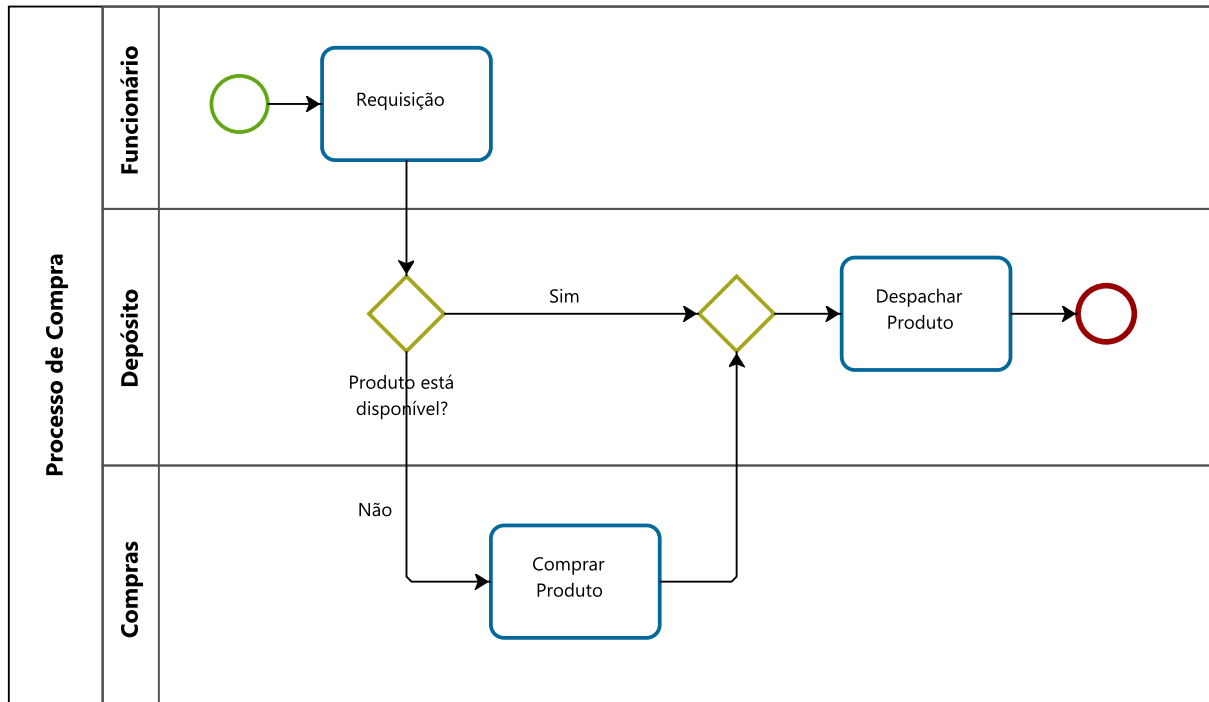 Processo de Compra
Funcionário
Requisição
Depósito
Sim
Despachar
Produto
Produto está
disponível?
Compras
Não
Comprar
Produto